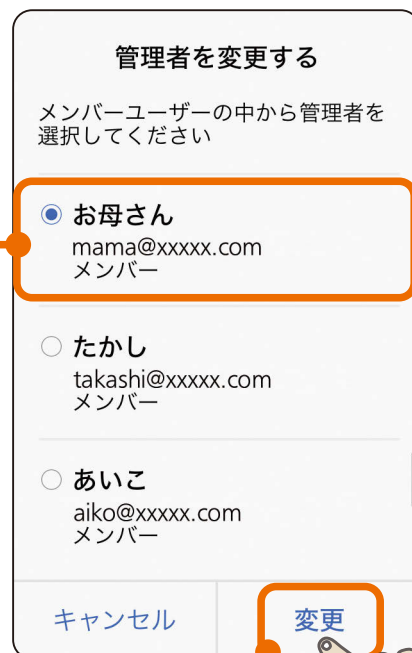 管理者を変更する
メンバーユーザーの中から管理者を
選択してください
お母さん
mama@xxxxx.com
メンバー
たかし
takashi@xxxxx.com
メンバー
あいこ
aiko@xxxxx.com
メンバー
キャンセル
変更